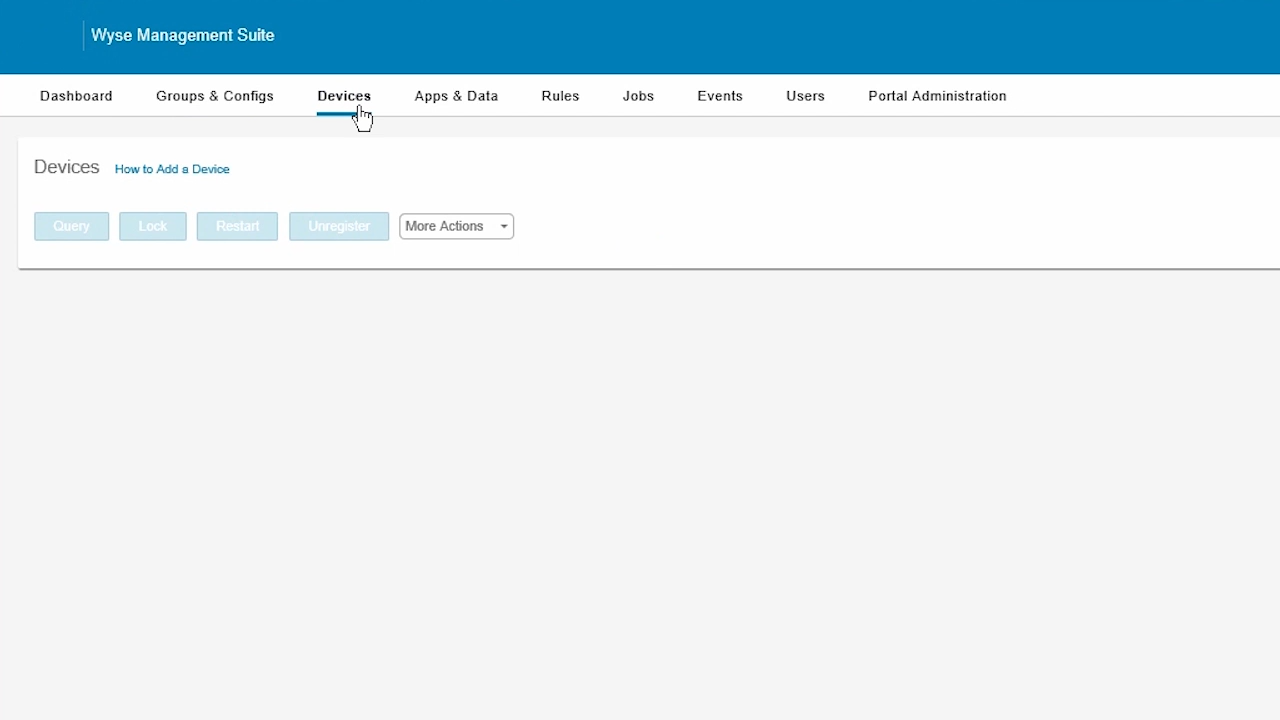 Wyse Management Suite
Dashboard Groups & Configs Devices Apps & Data Rules Jobs Events Users Portal Administration
Devices How to Add a Device
Query Lock Restart Unregister More Actions